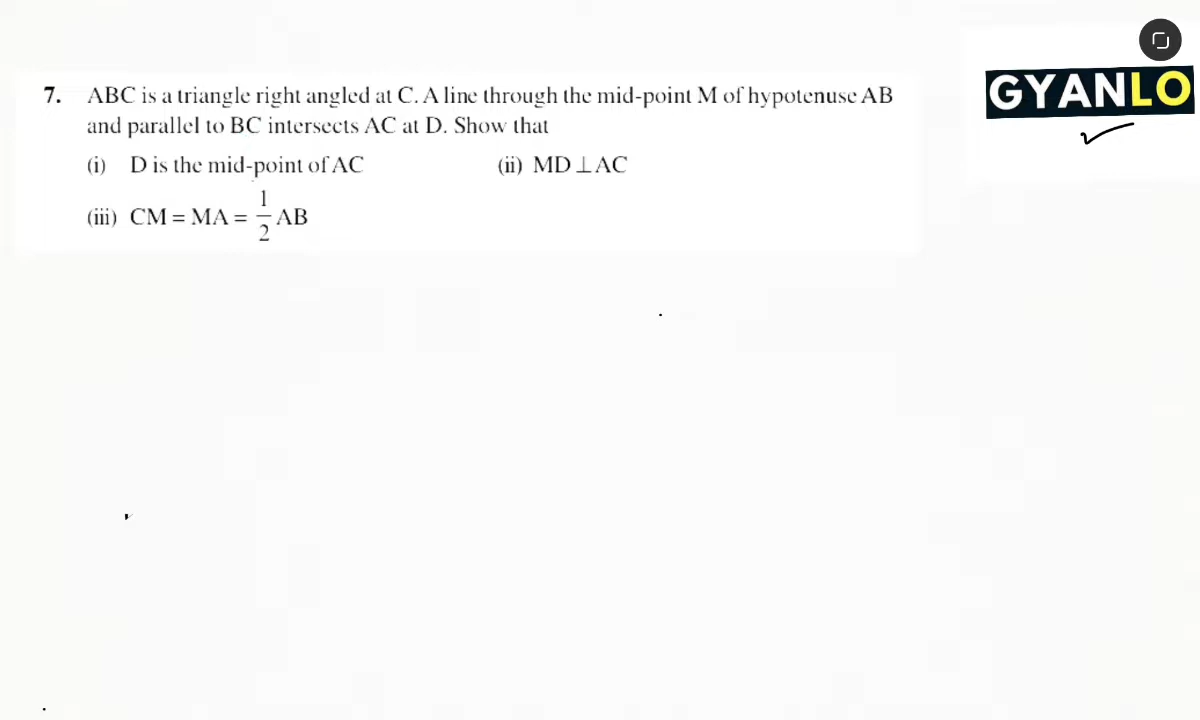 GYANLO
7. ABC is a triangle right angled at C. A line through the mid-point M of hypotenuse AB
and parallel to BC intersects AC at D. Show that
(i) D is the mid-point of AC (ii) MD ⊥ AC
(iii) CM = MA = 1/2 AB